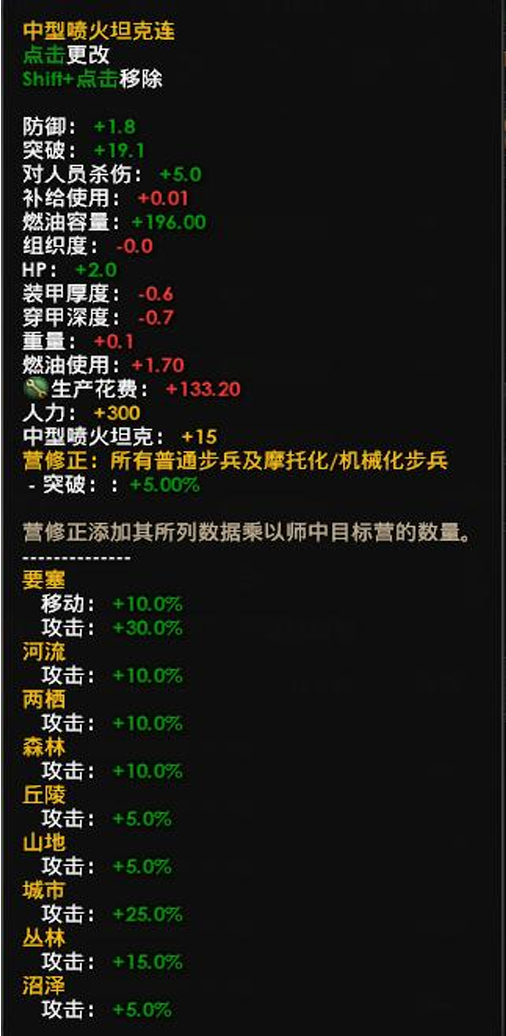 中型喷火坦克连
点击更改
Shift+点击移除
防御： +1.8
突破： +19.1
对人员杀伤： +5.0
补给使用： +0.01
燃油容量： +196.00
组织度： -0.0
HP： +2.0
装甲厚度： -0.6
穿甲深度： -0.7
重量： +0.1
燃油使用： +1.70
生产花费： +133.20
人力： +300
中型喷火坦克： +15
营修正：所有普通步兵及摩托化/机械化步兵
- 突破：： +5.00%
营修正添加其所列数据乘以师中目标营的数量。
--------------
要塞
移动： +10.0%
攻击： +30.0%
河流
攻击： +10.0%
两栖
攻击： +10.0%
森林
攻击： +10.0%
丘陵
攻击： +5.0%
山地
攻击： +5.0%
城市
攻击： +25.0%
丛林
攻击： +15.0%
沼泽
攻击： +5.0%